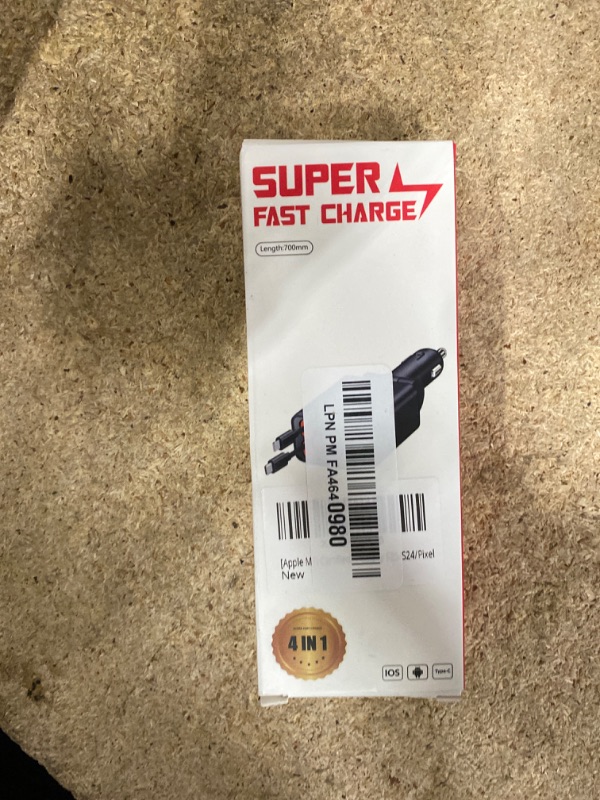 SUPER
FAST CHARGE
Length:700mm
LPN PM FA4640980
[Apple M
S24/Pixel
New
4 IN 1
IOS
Type-C